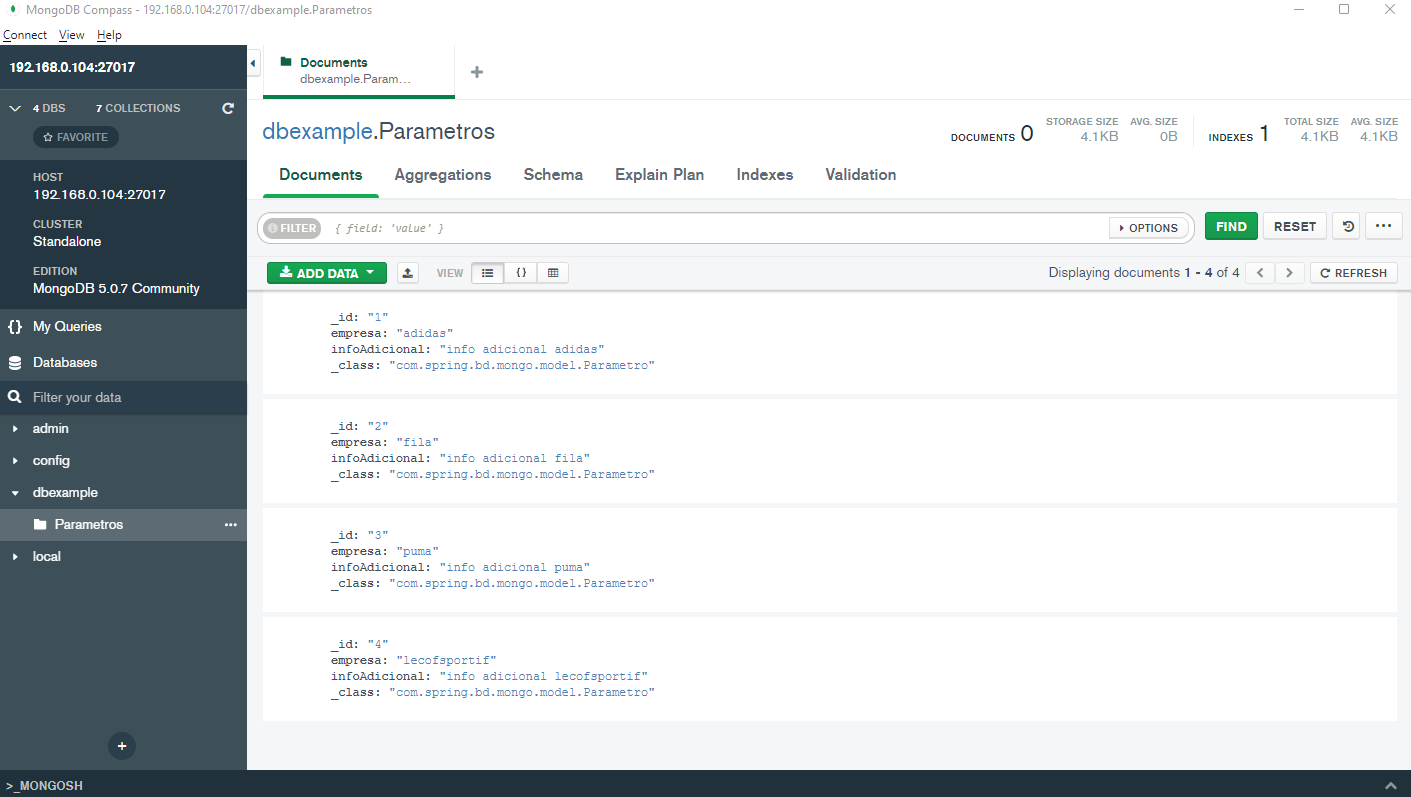 MongoDB Compass - 192.168.0.104:27017/dbexample.Parametros
Connect View Help
192.168.0.104:27017
4 DBS 7 COLLECTIONS
FAVORITE
HOST
192.168.0.104:27017
CLUSTER
Standalone
EDITION
MongoDB 5.0.7 Community
{} My Queries
Databases
Filter your data
admin
config
dbexample
Parametros
local
Documents
dbexample.Param...
dbexample.Parametros
DOCUMENTS 0
STORAGE SIZE
4.1KB
AVG. SIZE
0B
INDEXES 1
TOTAL SIZE
4.1KB
AVG. SIZE
4.1KB
Documents Aggregations Schema Explain Plan Indexes Validation
FILTER { field: 'value' } OPTIONS FIND RESET
ADD DATA VIEW {} Displaying documents 1 - 4 of 4 REFRESH
_id: "1"
empresa: "adidas"
infoAdicional: "info adicional adidas"
_class: "com.spring.bd.mongo.model.Parametro"
_id: "2"
empresa: "fila"
infoAdicional: "info adicional fila"
_class: "com.spring.bd.mongo.model.Parametro"
_id: "3"
empresa: "puma"
infoAdicional: "info adicional puma"
_class: "com.spring.bd.mongo.model.Parametro"
_id: "4"
empresa: "lecofsportif"
infoAdicional: "info adicional lecofsportif"
_class: "com.spring.bd.mongo.model.Parametro"
>_MONGOSH